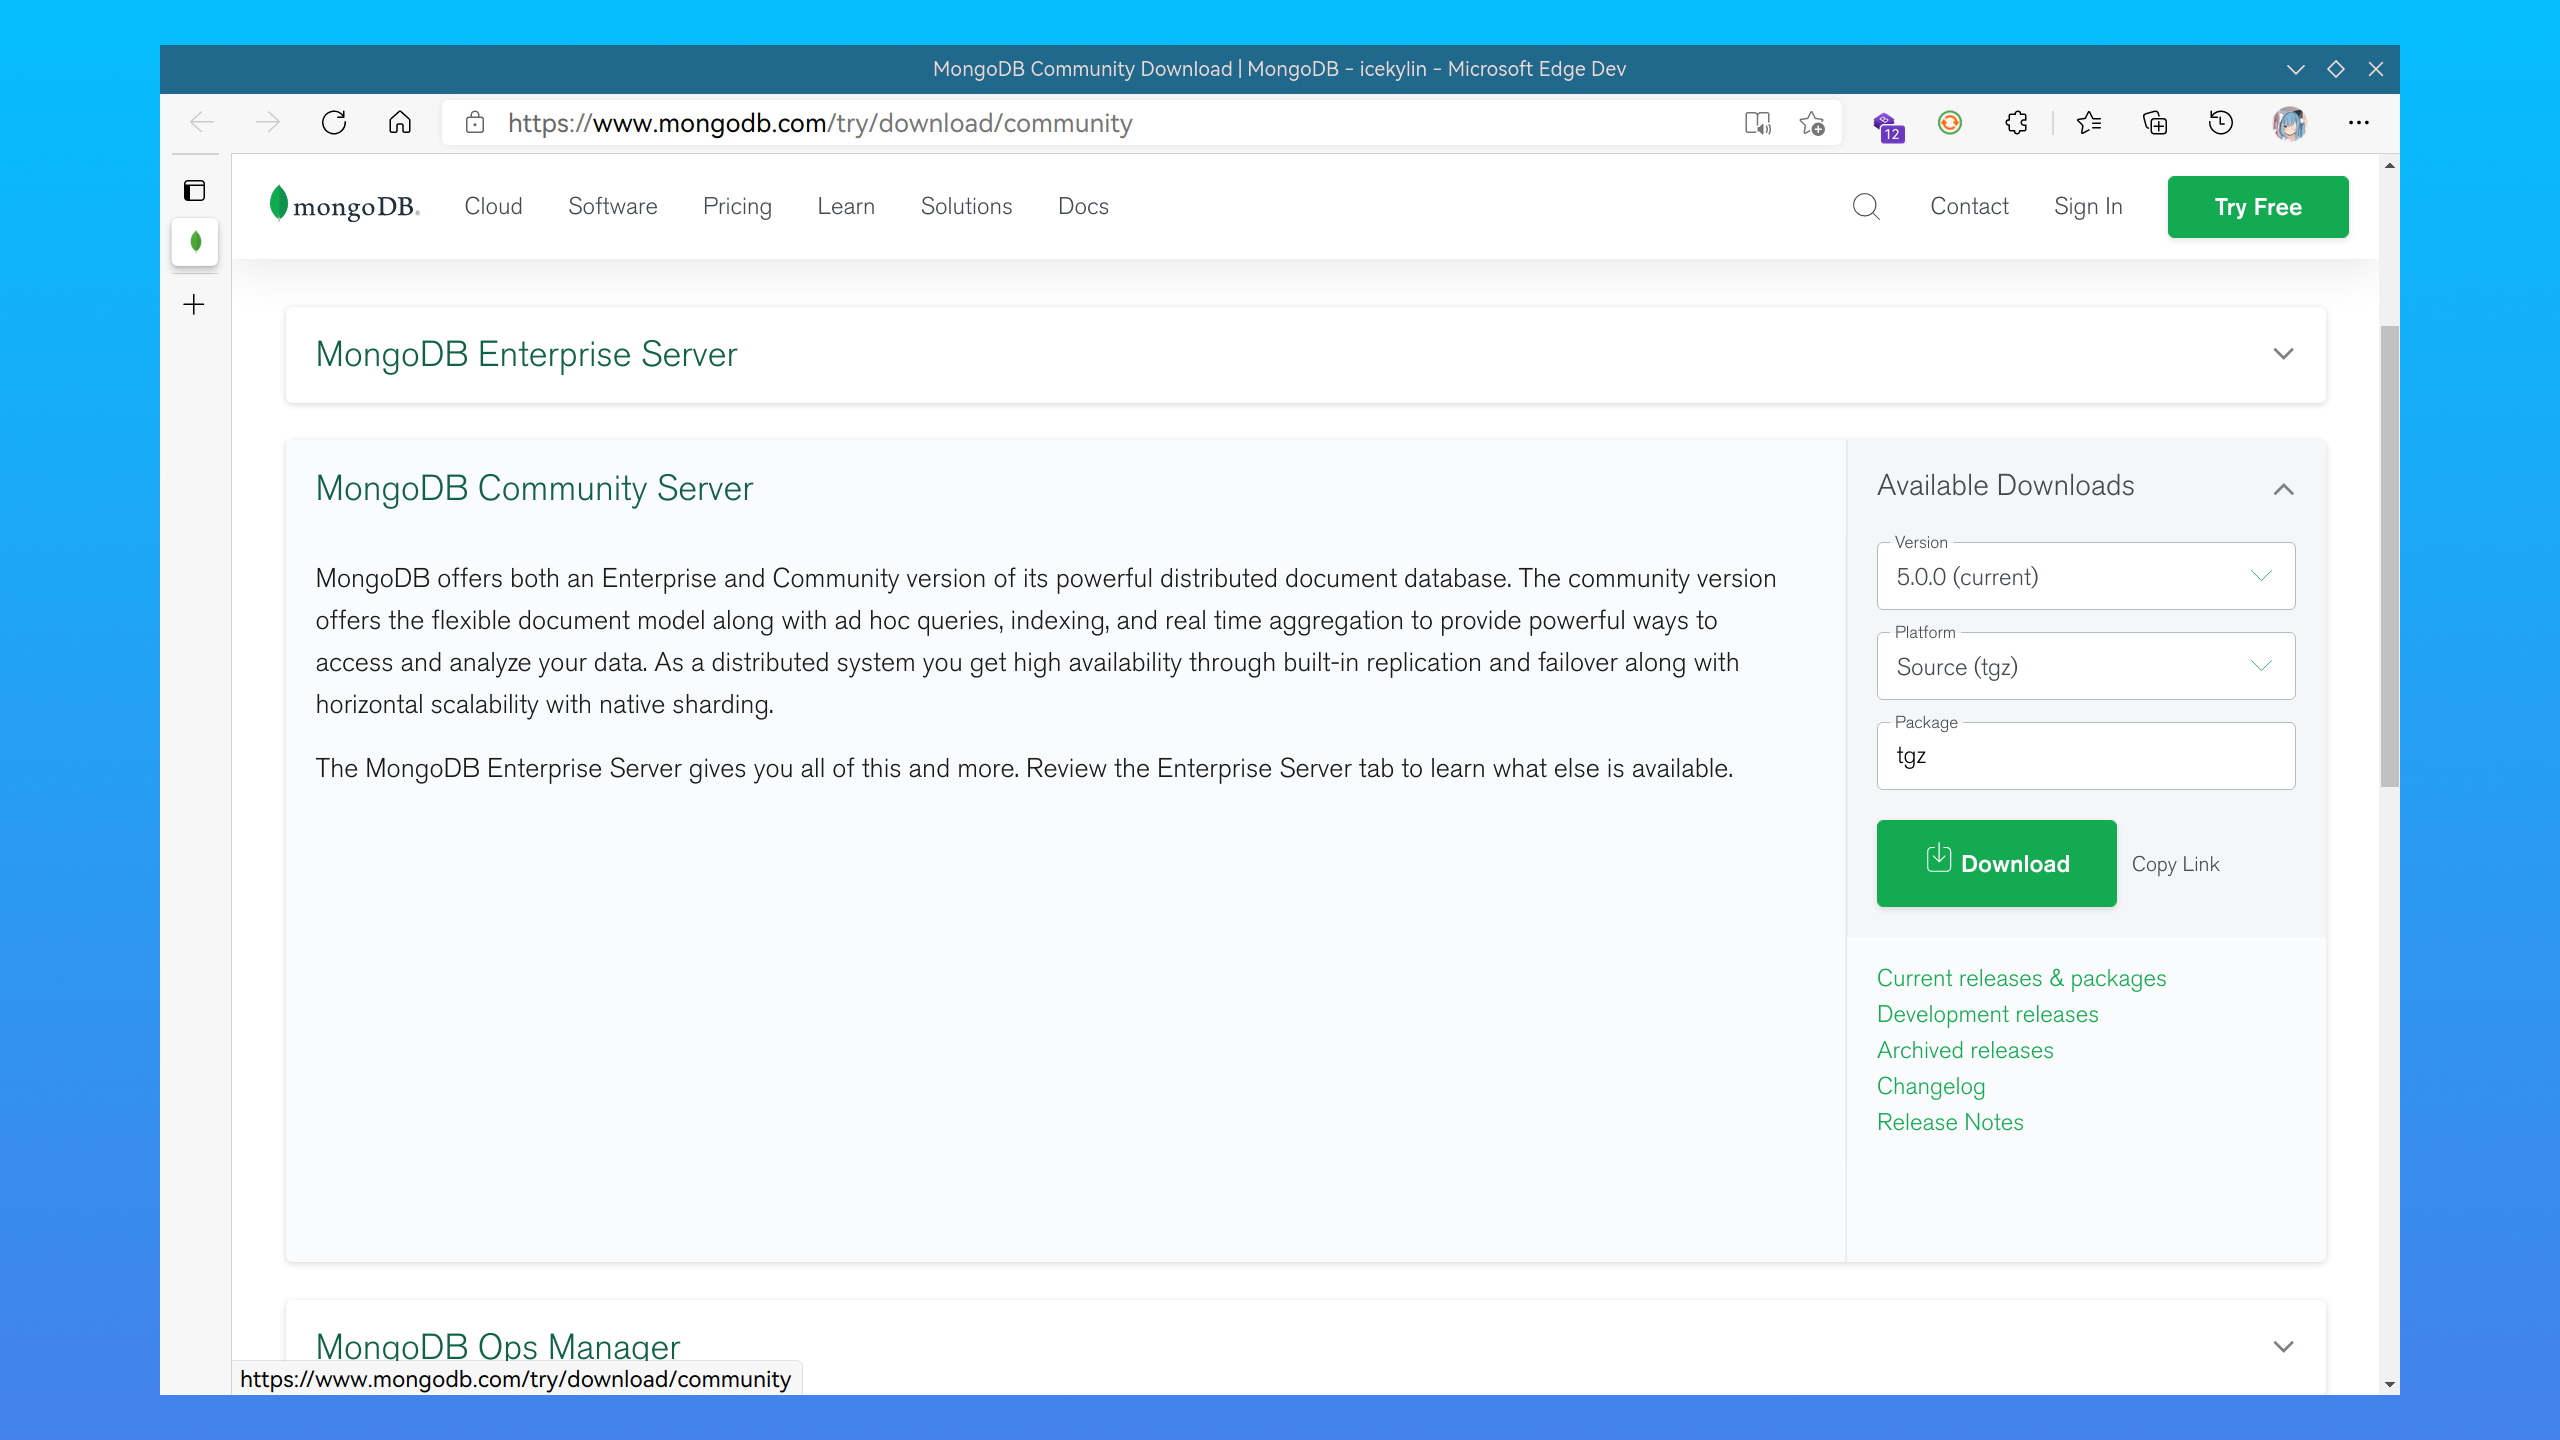 MongoDB Community Download | MongoDB - icekylin - Microsoft Edge Dev
https://www.mongodb.com/try/download/community
12
mongoDB.
Cloud
Software
Pricing
Learn
Solutions
Docs
Contact
Sign In
Try Free
MongoDB Enterprise Server
MongoDB Community Server
MongoDB offers both an Enterprise and Community version of its powerful distributed document database. The community version
offers the flexible document model along with ad hoc queries, indexing, and real time aggregation to provide powerful ways to
access and analyze your data. As a distributed system you get high availability through built-in replication and failover along with
horizontal scalability with native sharding.
The MongoDB Enterprise Server gives you all of this and more. Review the Enterprise Server tab to learn what else is available.
Available Downloads
Version
5.0.0 (current)
Platform
Source (tgz)
Package
tgz
Download
Copy Link
Current releases & packages
Development releases
Archived releases
Changelog
Release Notes
MongoDB Ops Manager
https://www.mongodb.com/try/download/community